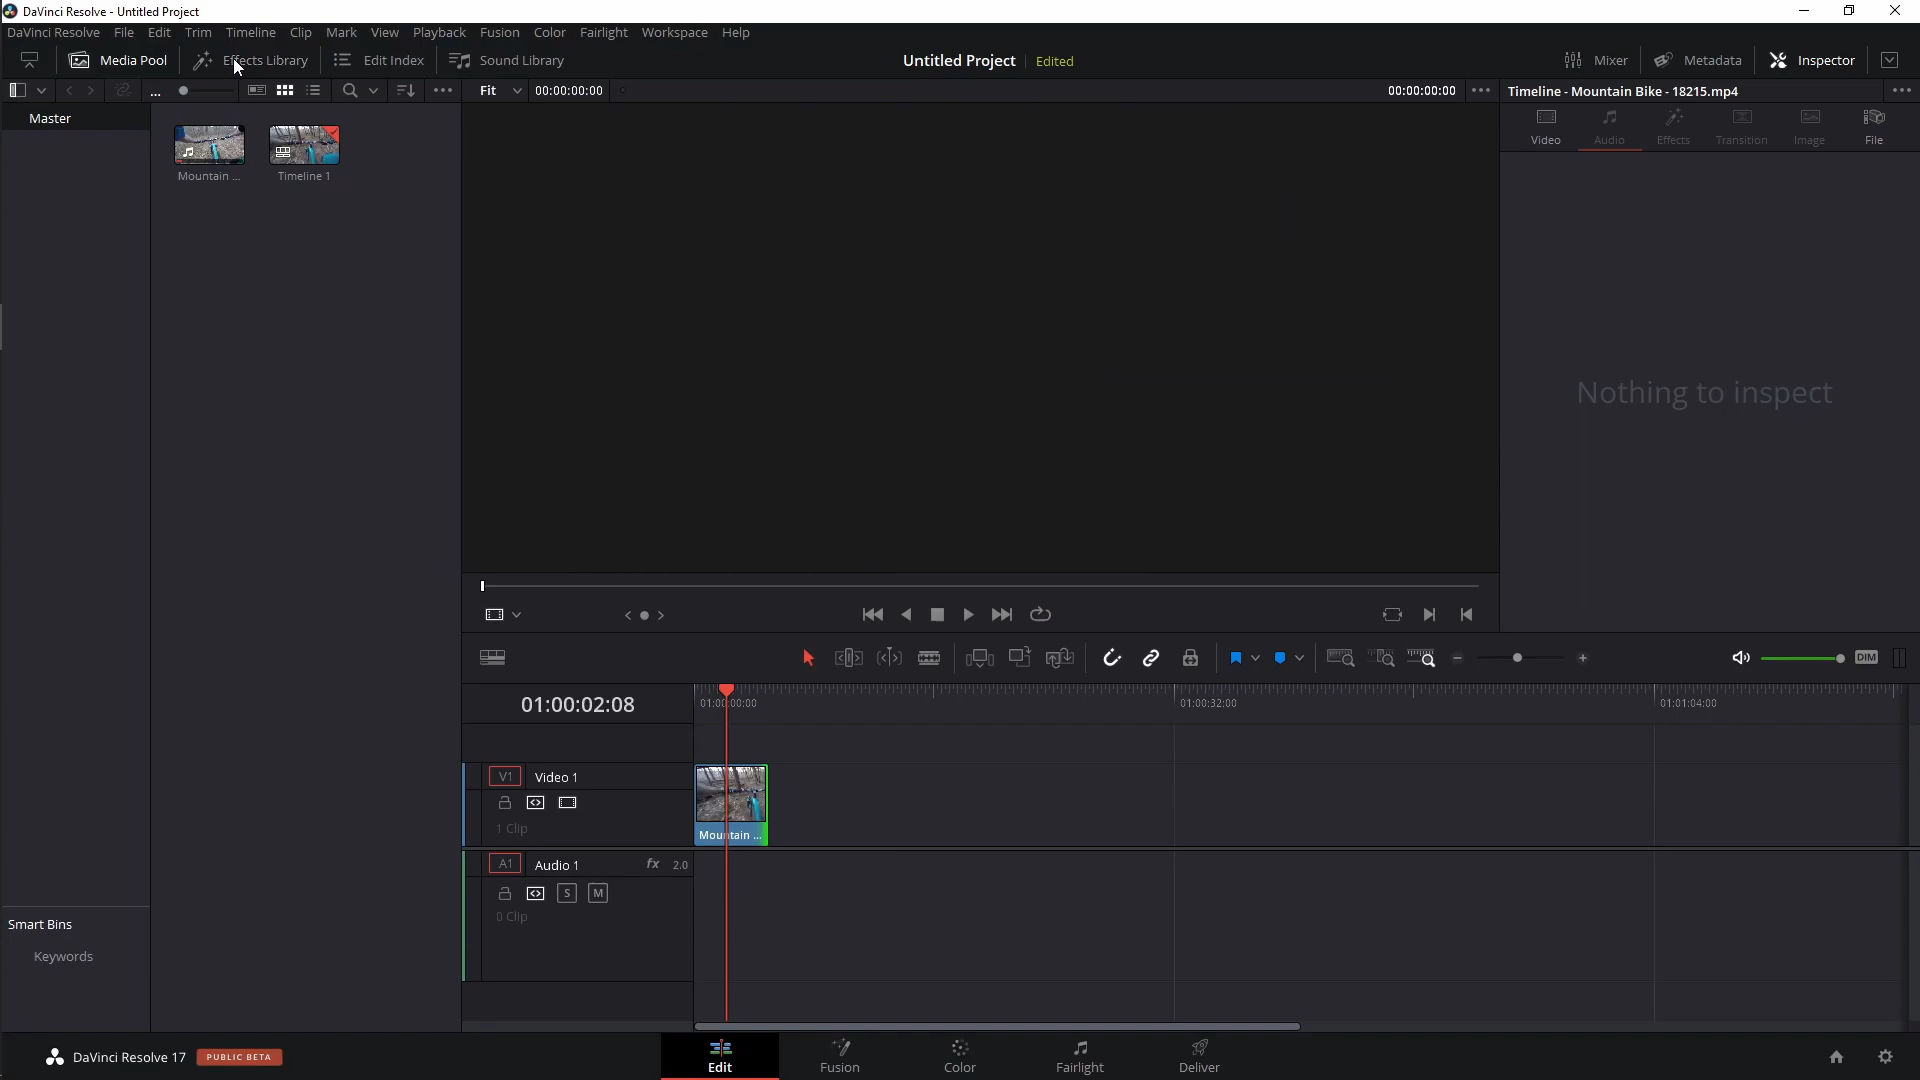 DaVinci Resolve - Untitled Project
DaVinci Resolve File Edit Trim Timeline Clip Mark View Playback Fusion Color Fairlight Workspace Help
Media Pool Effects Library Edit Index Sound Library Untitled Project Edited Mixer Metadata Inspector
... Fit 00:00:00:00 00:00:00:00 Timeline - Mountain Bike - 18215.mp4
Master
Video Audio Effects Transition Image File
Mountain ... Timeline 1
Nothing to inspect
DIM
01:00:02:08 01:00:00:00 01:00:32:00 01:01:04:00
V1 Video 1
1 Clip
Mountain ...
A1 Audio 1 fx 2.0
S M
0 Clip
Smart Bins
Keywords
DaVinci Resolve 17 PUBLIC BETA
Edit Fusion Color Fairlight Deliver